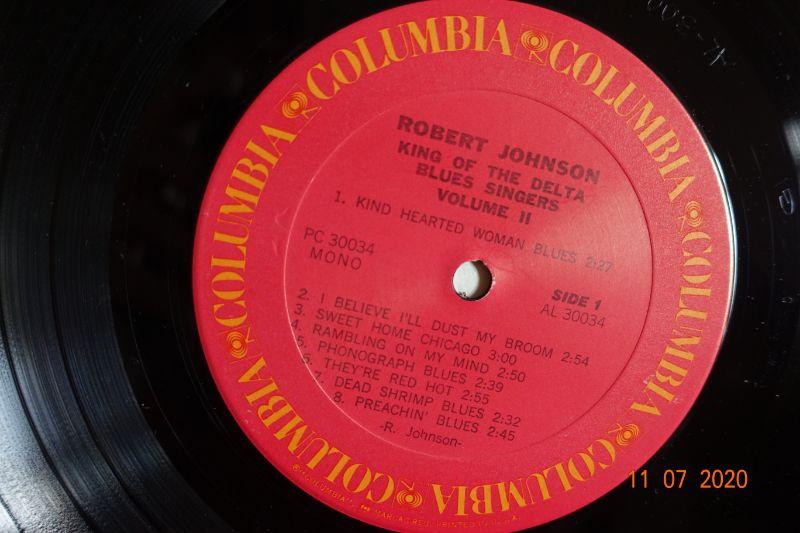 COLUMBIA COLUMBIA COLUMBIA COLUMBIA COLUMBIA COLUMBIA COLUMBIA COLUMBIA
ROBERT JOHNSON
KING OF THE DELTA
BLUES SINGERS
VOLUME II
1. KIND HEARTED WOMAN BLUES 2:27
PC 30034
MONO
SIDE 1
AL 30034
2. I BELIEVE I'LL DUST MY BROOM 2:54
3. SWEET HOME CHICAGO 3:00
4. RAMBLING ON MY MIND 2:50
5. PHONOGRAPH BLUES 2:39
6. THEY'RE RED HOT 2:55
7. DEAD SHRIMP BLUES 2:32
8. PREACHIN' BLUES 2:45
-R. Johnson-
11 07 2020